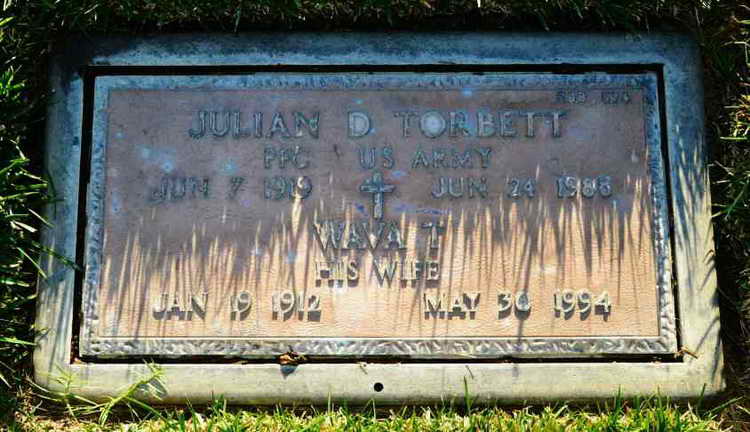 JULIAN D TORBETT
PFC US ARMY
JUN 7 1919 JUN 24 1986
WAVA T
HIS WIFE
JAN 19 1912 MAY 30 1994